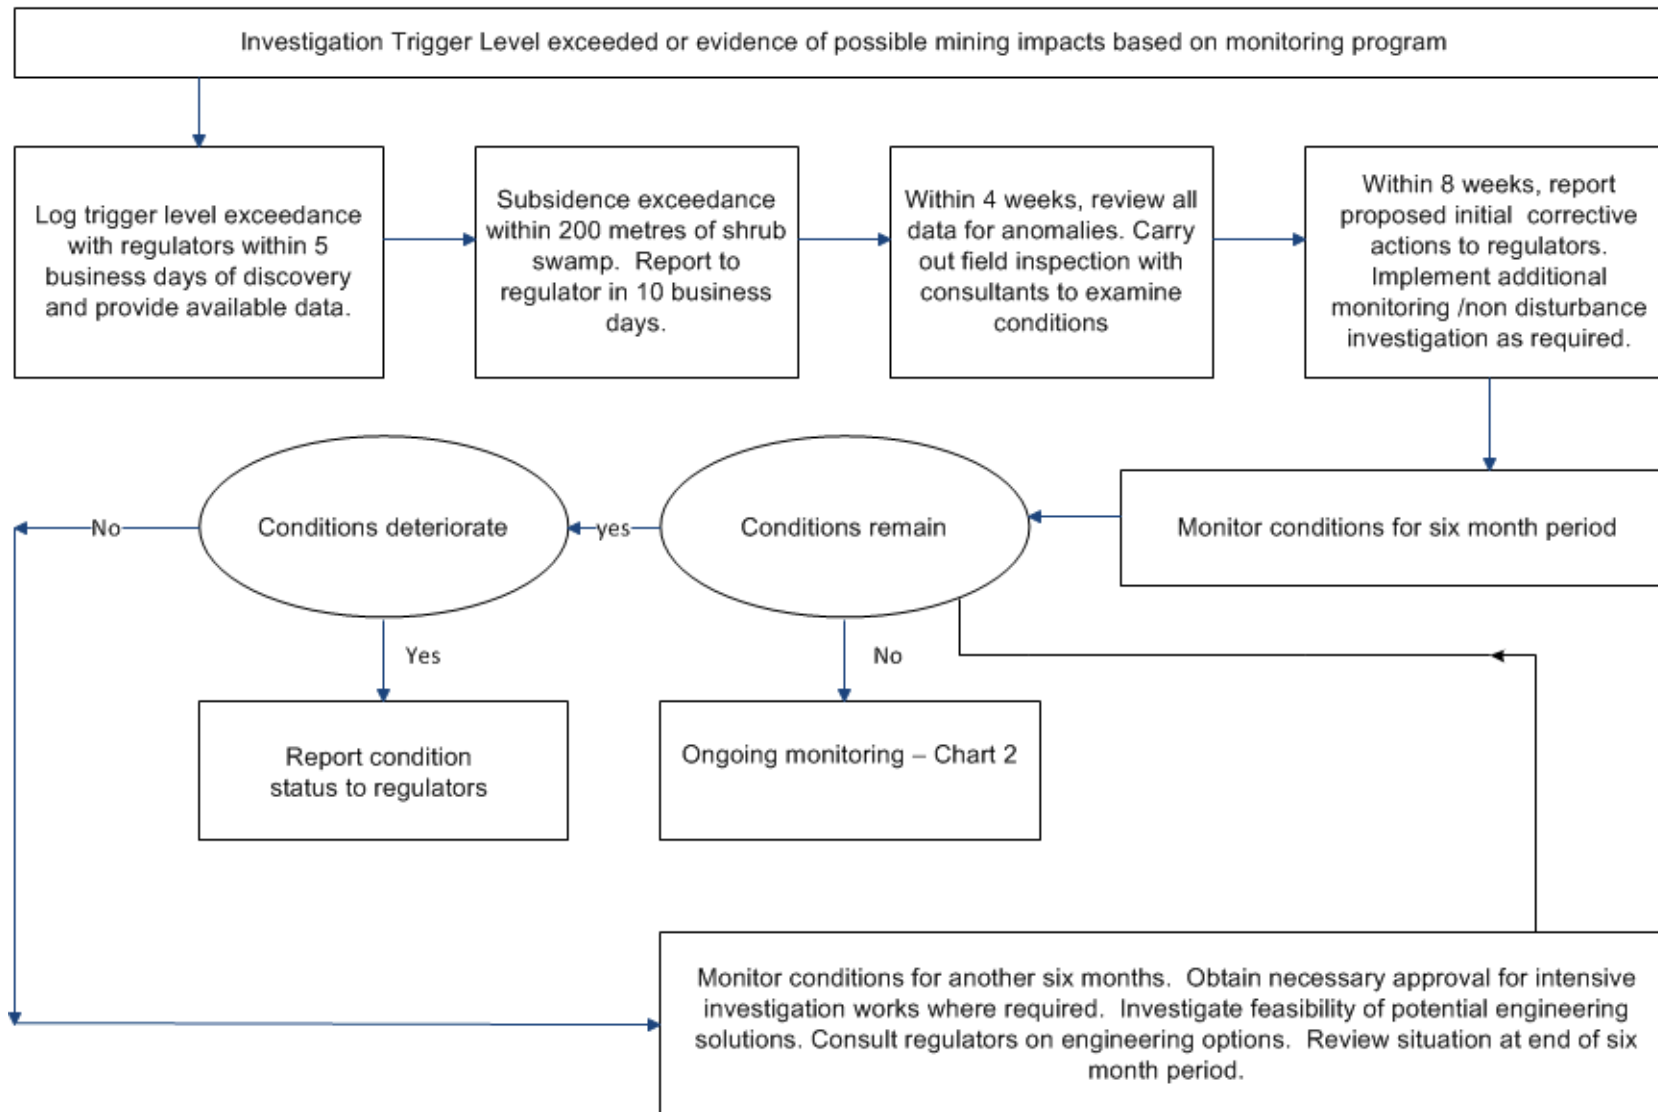 Investigation Trigger Level exceeded or evidence of possible mining impacts based on monitoring program
Log trigger level exceedance
with regulators within 5
business days of discovery
and provide available data.
Subsidence exceedance
within 200 metres of shrub
swamp. Report to
regulator in 10 business
days.
Within 4 weeks, review all
data for anomalies. Carry
out field inspection with
consultants to examine
conditions
Within 8 weeks, report
proposed initial corrective
actions to regulators.
Implement additional
monitoring /non disturbance
investigation as required.
Monitor conditions for six month period
Conditions remain
yes
Conditions deteriorate
No
Yes
No
Report condition
status to regulators
Ongoing monitoring – Chart 2
Monitor conditions for another six months. Obtain necessary approval for intensive
investigation works where required. Investigate feasibility of potential engineering
solutions. Consult regulators on engineering options. Review situation at end of six
month period.